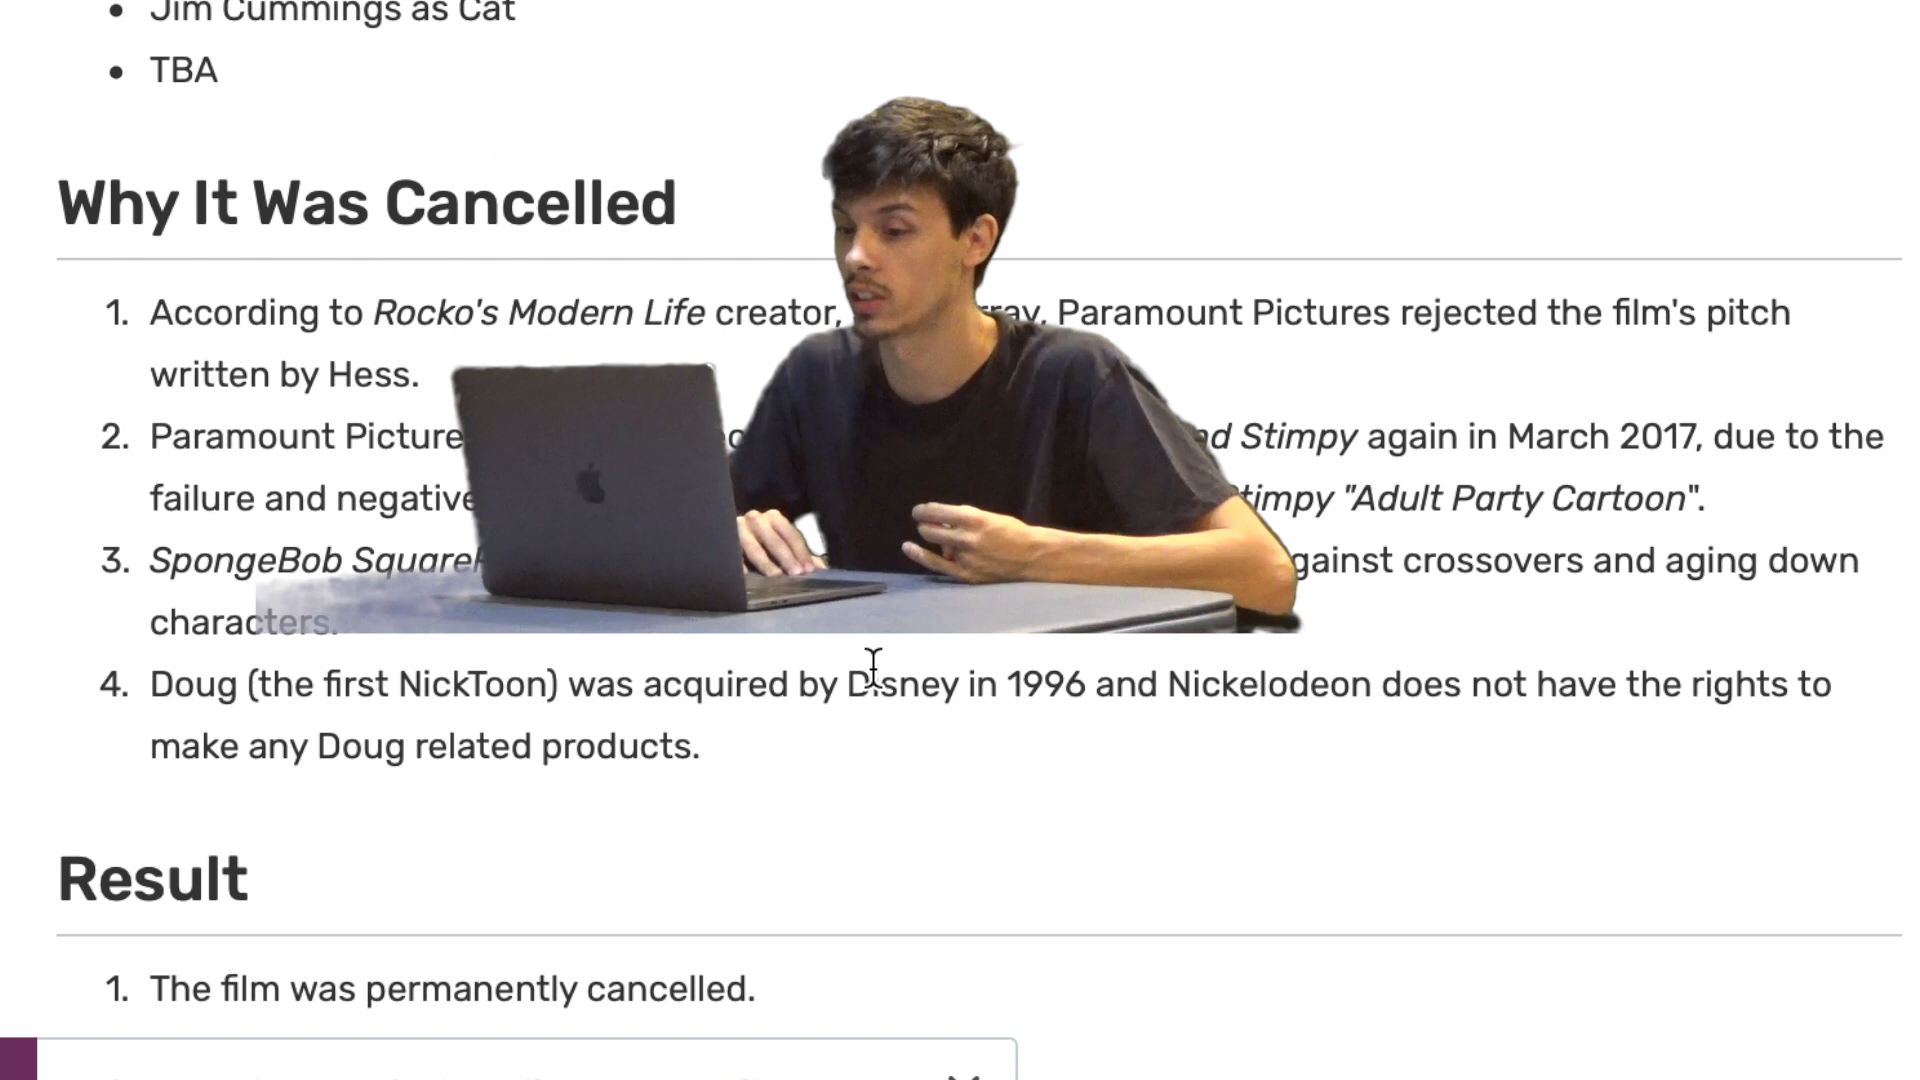 Jim Cummings as Cat
TBA
Why It Was Cancelled
1. According to Rocko's Modern Life creator, Paramount Pictures rejected the film's pitch
written by Hess.
2. Paramount Stimpy again in March 2017, due to the
failure and "Adult Party Cartoon".
3. SpongeBob crossovers and aging down
characters.
4. Doug (the first NickToon) was acquired by Disney in 1996 and Nickelodeon does not have the rights to
make any Doug related products.
Result
1. The film was permanently cancelled.